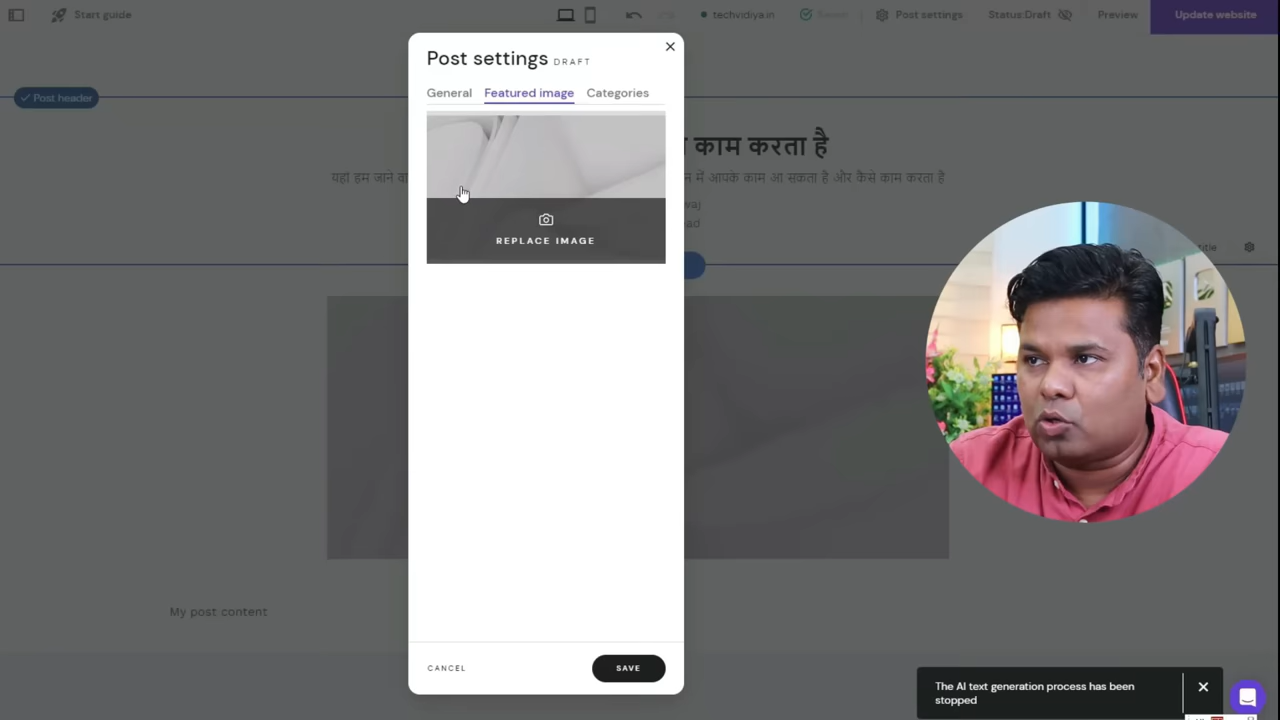 Start guide
techvidiya.in
Saved
Post settings
Status:Draft
Preview
Update website
Post settings DRAFT
General
Featured image
Categories
Post header
काम करता है
में आपके काम आ सकता है और कैसे काम करता है
REPLACE IMAGE
title
My post content
CANCEL
SAVE
The AI text generation process has been
stopped